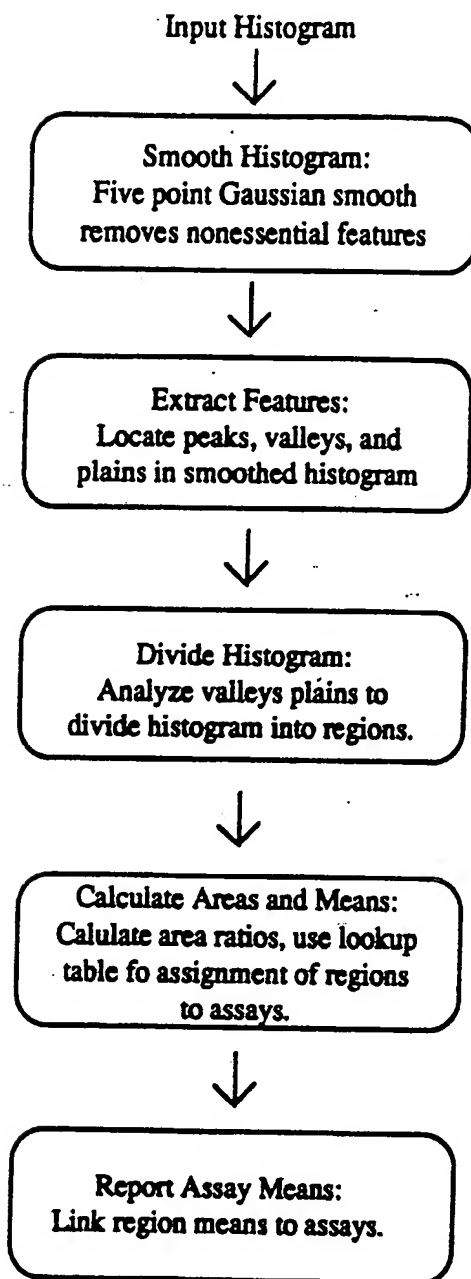 Input Histogram
Smooth Histogram:
Five point Gaussian smooth
removes nonessential features
Extract Features:
Locate peaks, valleys, and
plains in smoothed histogram
Divide Histogram:
Analyze valleys plains to
divide histogram into regions.
Calculate Areas and Means:
Calulate area ratios, use lookup
table fo assignment of regions
to assays.
Report Assay Means:
Link region means to assays.